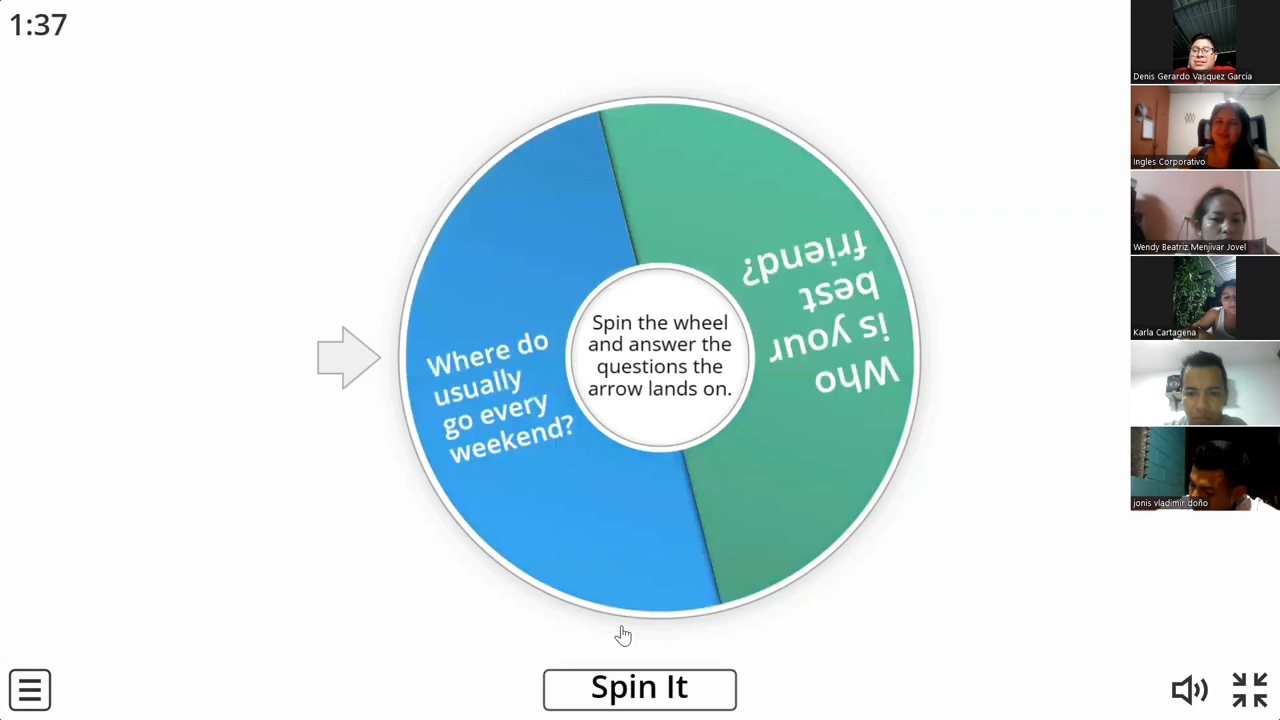 1:37
Where do
usually
go every
weekend?
Spin the wheel
and answer the
questions the
arrow lands on.
Who
is your
best
friend?
Spin It
Denis Gerardo Vasquez Garcia
Ingles Corporativo
Wendy Beatriz Menjivar Jovel
Karla Cartagena
jonis vladimir doño